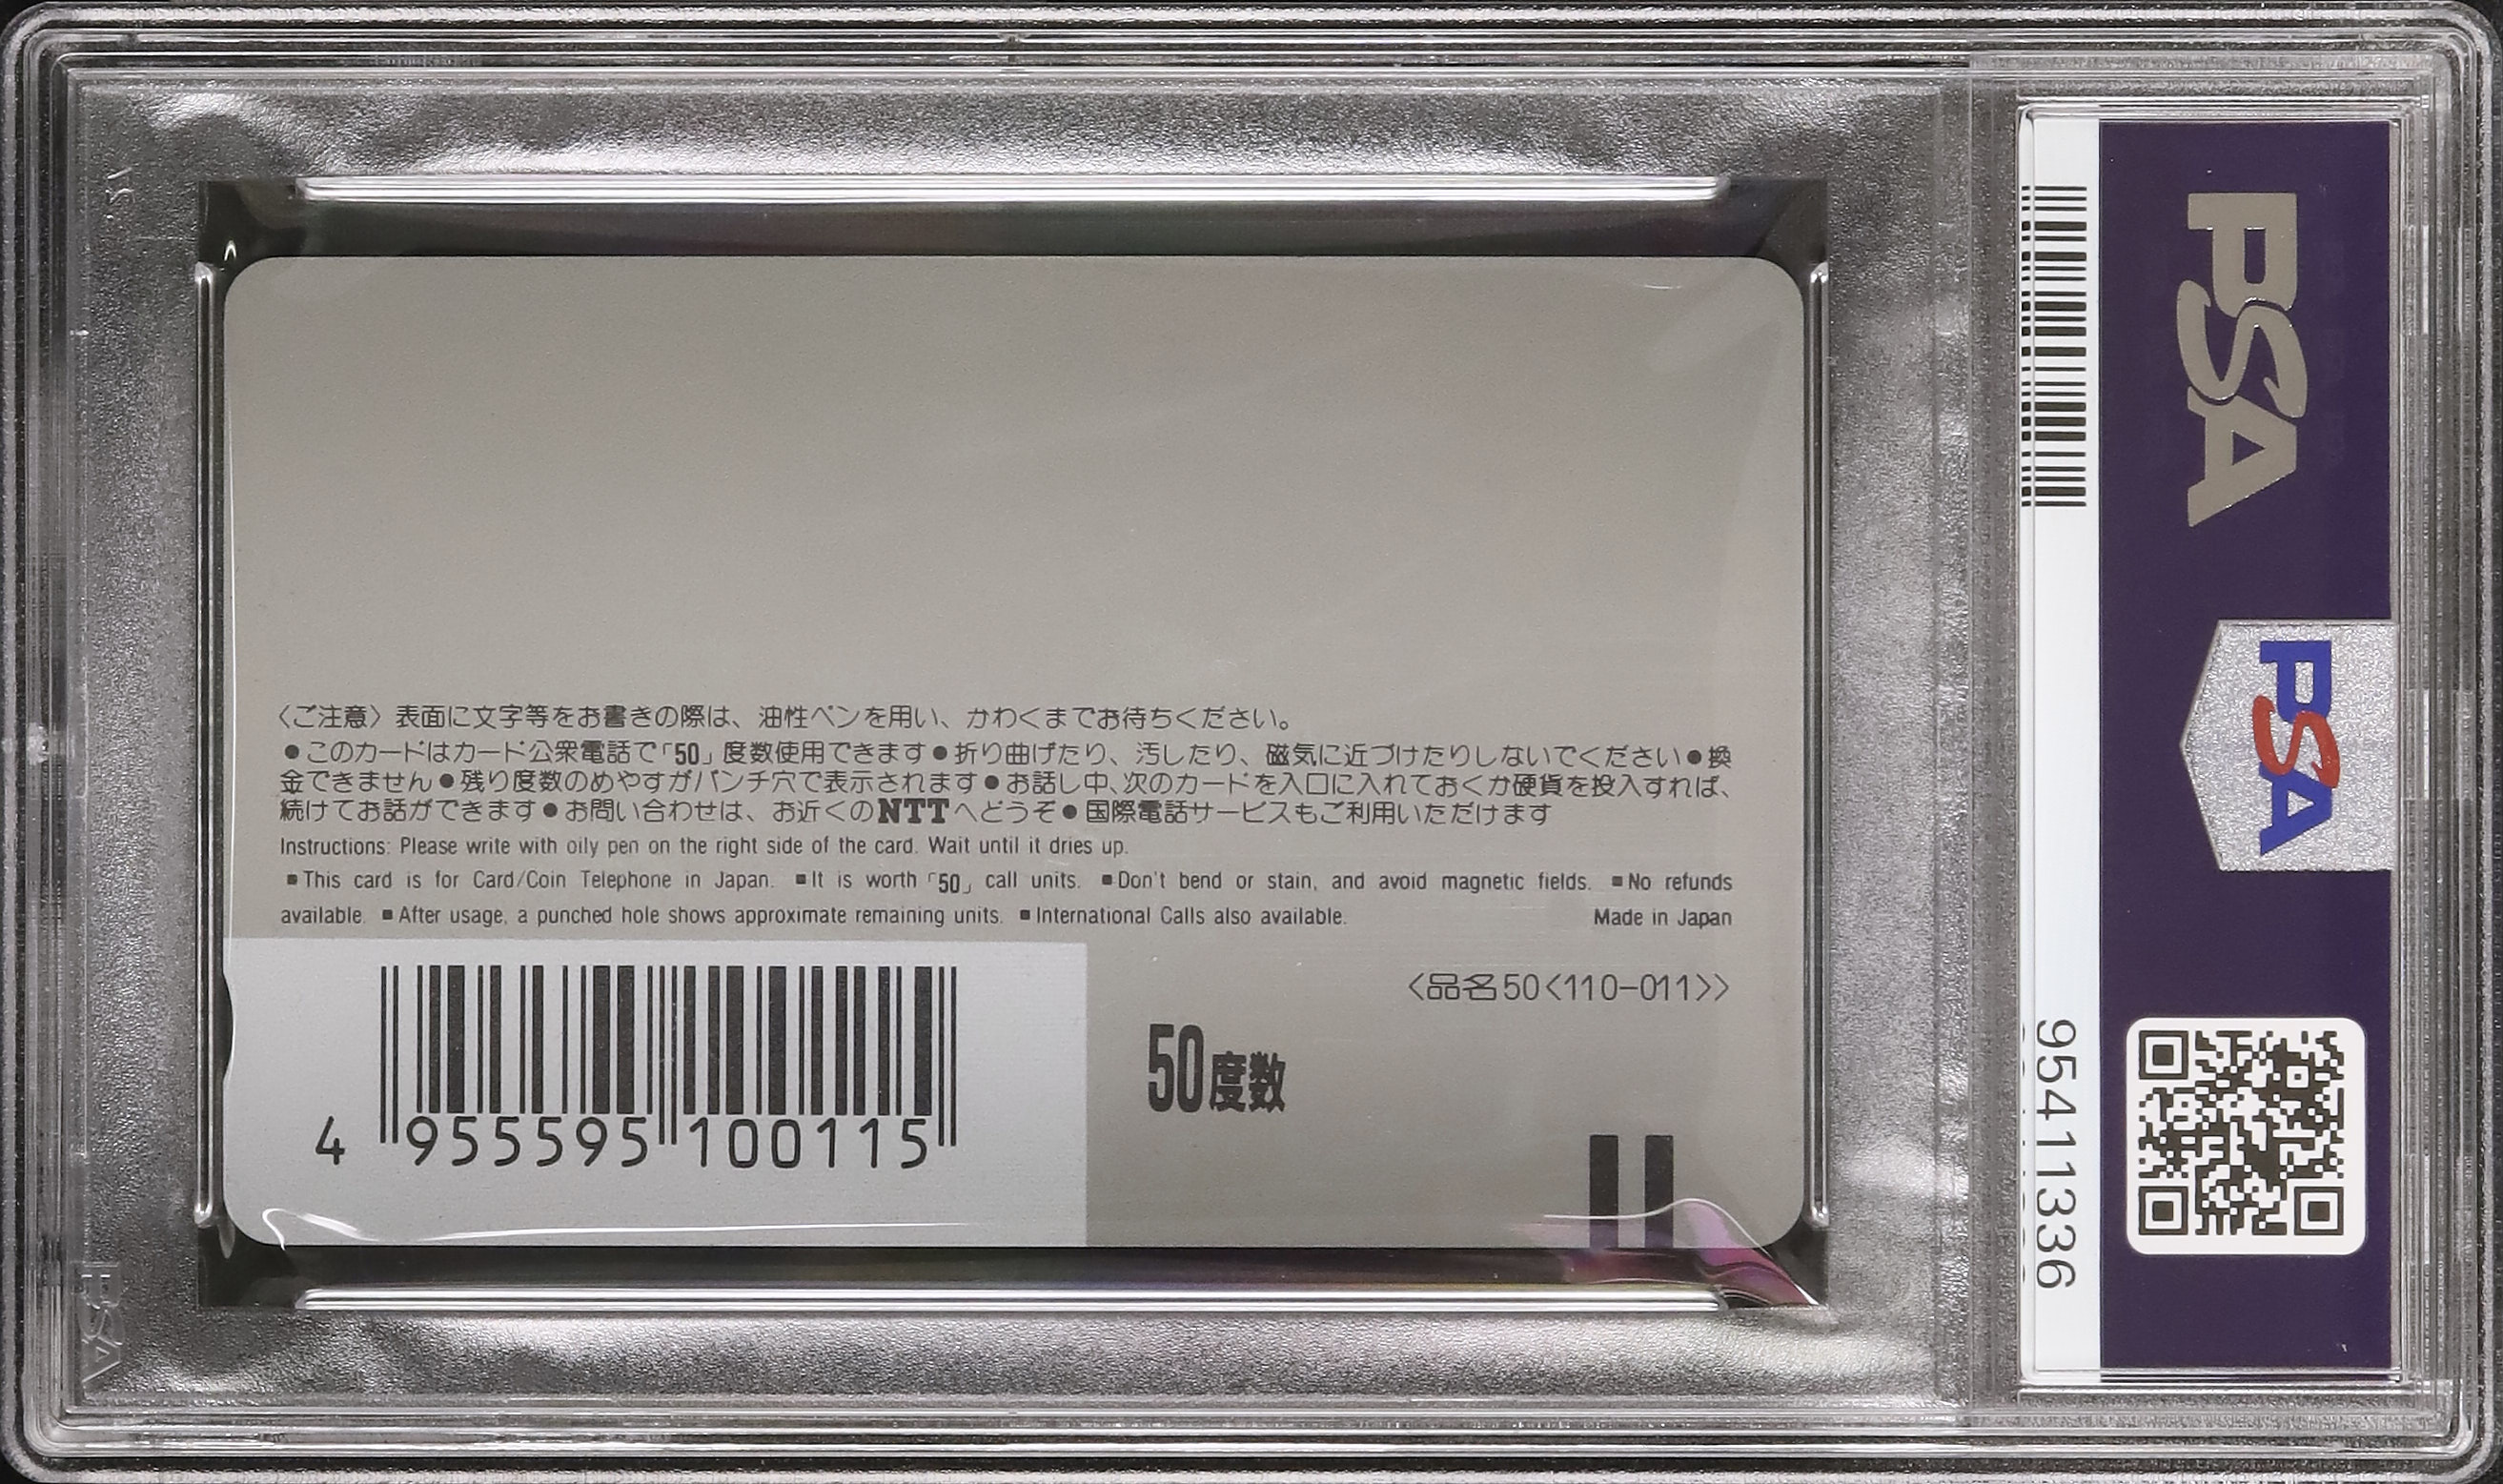 〈ご注意〉表面に文字等をお書きの際は、油性ペンを用い、かわくまでお待ちください。
●このカードはカード公衆電話で「50」度数使用できます●折り曲げたり、汚したり、磁気に近づけたりしないでください●換
金できません●残り度数のめやすがパンチ穴で表示されます●お話し中、次のカードを入口に入れておくか硬貨を投入すれば、
続けてお話ができます●お問い合わせは、お近くのNTTへどうぞ●国際電話サービスもご利用いただけます
Instructions: Please write with oily pen on the right side of the card. Wait until it dries up.
■This card is for Card/Coin Telephone in Japan. ■It is worth「50」call units. ■Don't bend or stain, and avoid magnetic fields. ■No refunds
available. ■After usage, a punched hole shows approximate remaining units. ■International Calls also available. Made in Japan
〈品名50〈110-011〉〉
50度数
4 955595 100115
PSA
PSA
95411336
PSA